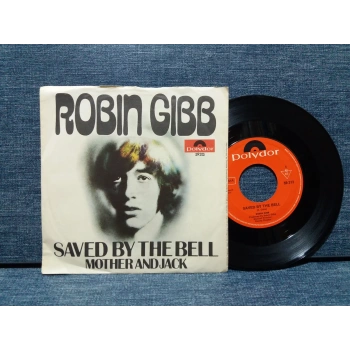 ROBIN GIBB
Polydor
SAVED BY THE BELL
MOTHER AND JACK
Polydor
SAVED BY THE BELL